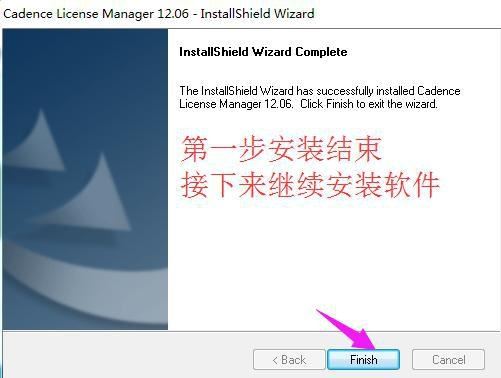 Cadence License Manager 12.06 - InstallShield Wizard
InstallShield Wizard Complete
The InstallShield Wizard has successfully installed Cadence
License Manager 12.06. Click Finish to exit the wizard.
第一步安装结束
接下来继续安装软件
< Back
Finish
Cancel